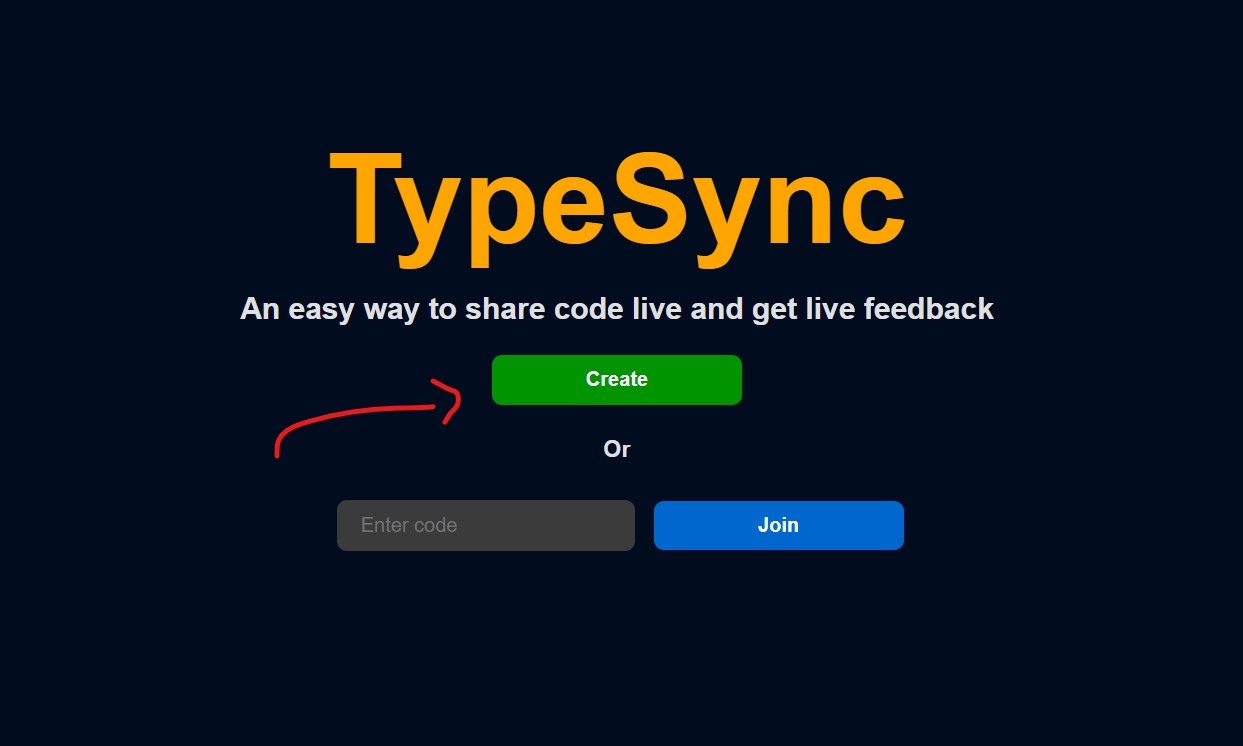 TypeSync
An easy way to share code live and get live feedback
Create
Or
Enter code Join